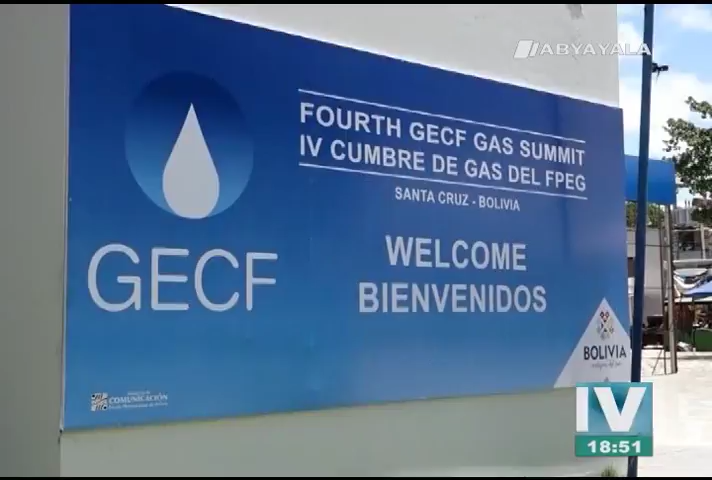 ABYAYALA
FOURTH GECF GAS SUMMIT
IV CUMBRE DE GAS DEL FPEG
SANTA CRUZ - BOLIVIA
GECF
WELCOME
BIENVENIDOS
BOLIVIA
COMUNICACIÓN
IV
18:51